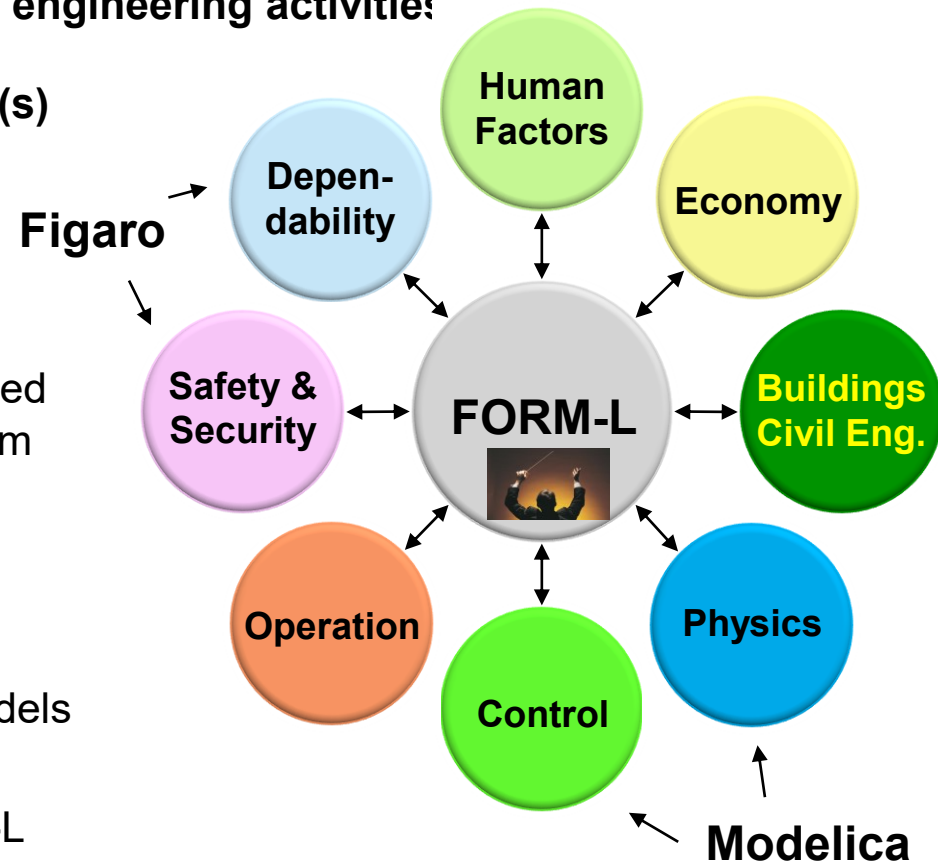 engineering activities
(s)
Human
Factors
Depen-
dability
Economy
Figaro
Safety &
Security
FORM-L
Buildings
Civil Eng.
ed
m
Operation
Physics
Control
dels
L
Modelica